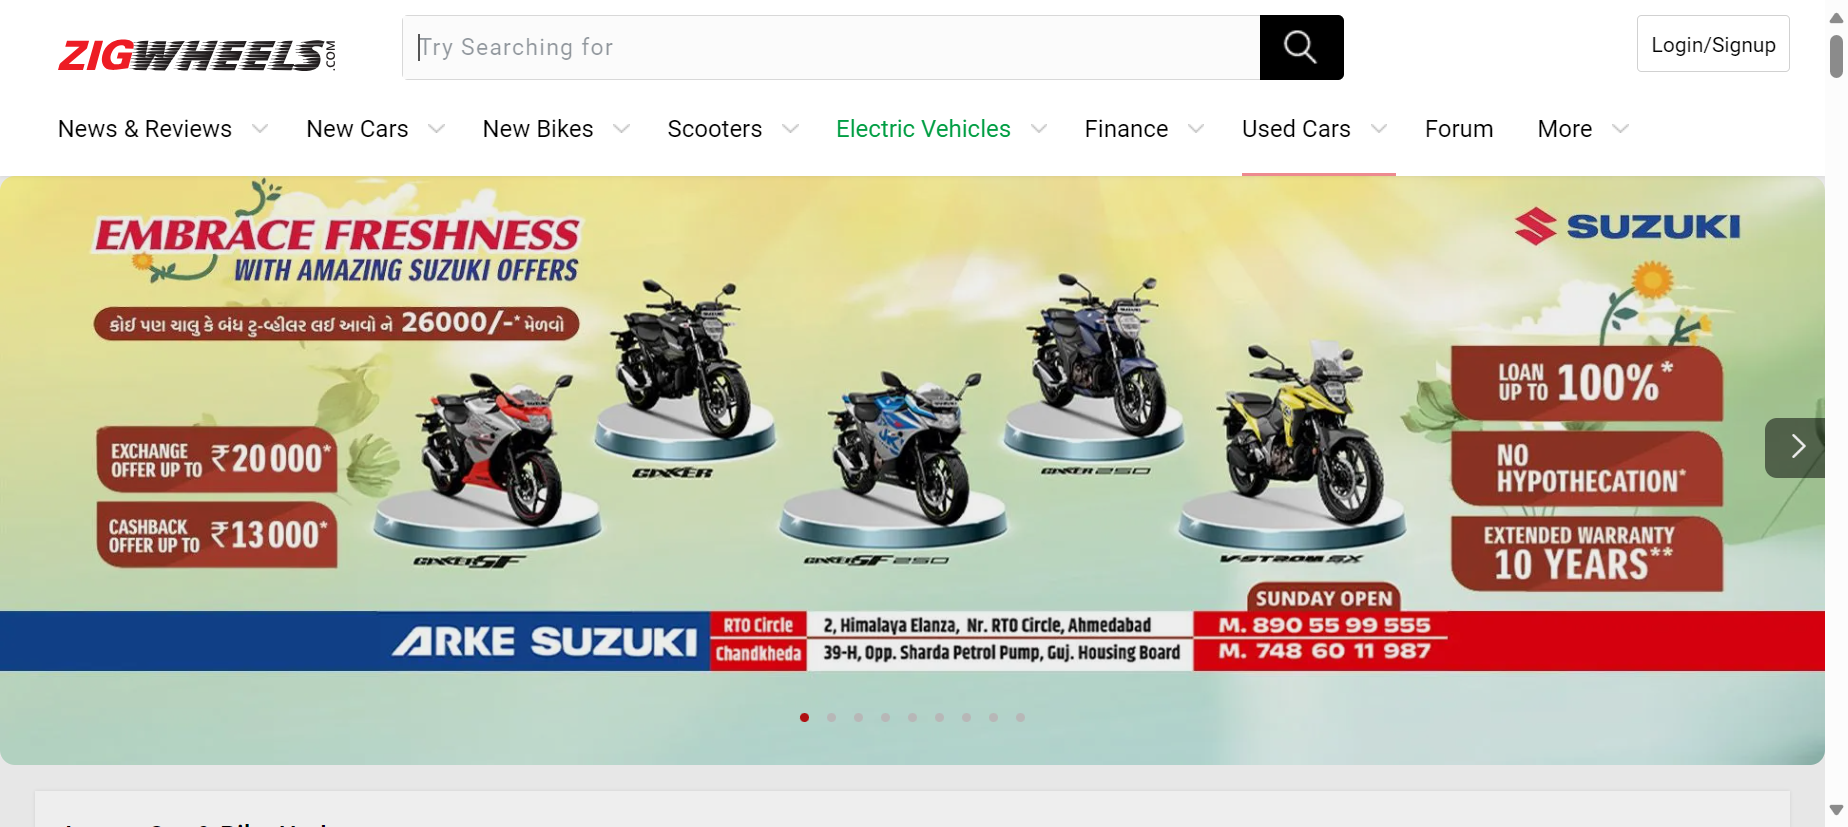 ZIGWHEELS.COM
Try Searching for
Login/Signup
News & Reviews
New Cars
New Bikes
Scooters
Electric Vehicles
Finance
Used Cars
Forum
More
EMBRACE FRESHNESS
WITH AMAZING SUZUKI OFFERS
SUZUKI
કોઈ પણ ચાલુ કે બંધ ટુ-વ્હીલર લઈ આવો ને 26000/-* મેળવો
EXCHANGE
OFFER UP TO ₹20000*
CASHBACK
OFFER UP TO ₹13000*
GIXXER
GIXXER 250
GIXXER SF
GIXXER SF 250
V-STROM SX
LOAN
UP TO 100%*
NO
HYPOTHECATION*
EXTENDED WARRANTY
10 YEARS**
SUNDAY OPEN
ARKE SUZUKI
RTO Circle 2, Himalaya Elanza, Nr. RTO Circle, Ahmedabad M. 890 55 99 555
Chandkheda 39-H, Opp. Sharda Petrol Pump, Guj. Housing Board M. 748 60 11 987